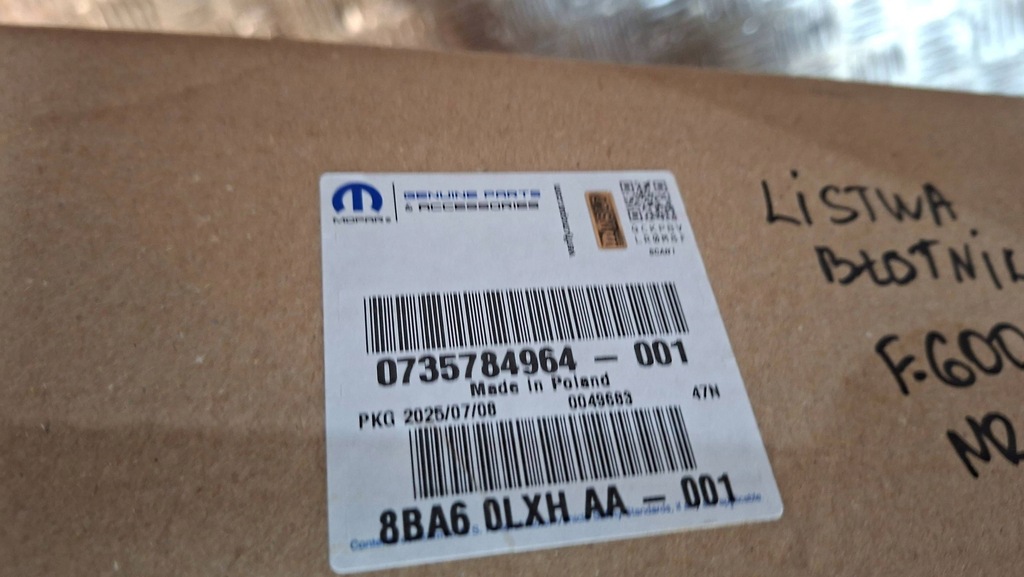 MOPAR
GENUINE PARTS
& ACCESSORIES
0735784964 - 001
Made in Poland
PKG 2025/07/08 0049683 47N
8BA6 0LXH AA - 001
LiSTWA
BŁOTNiK
F.600
NR